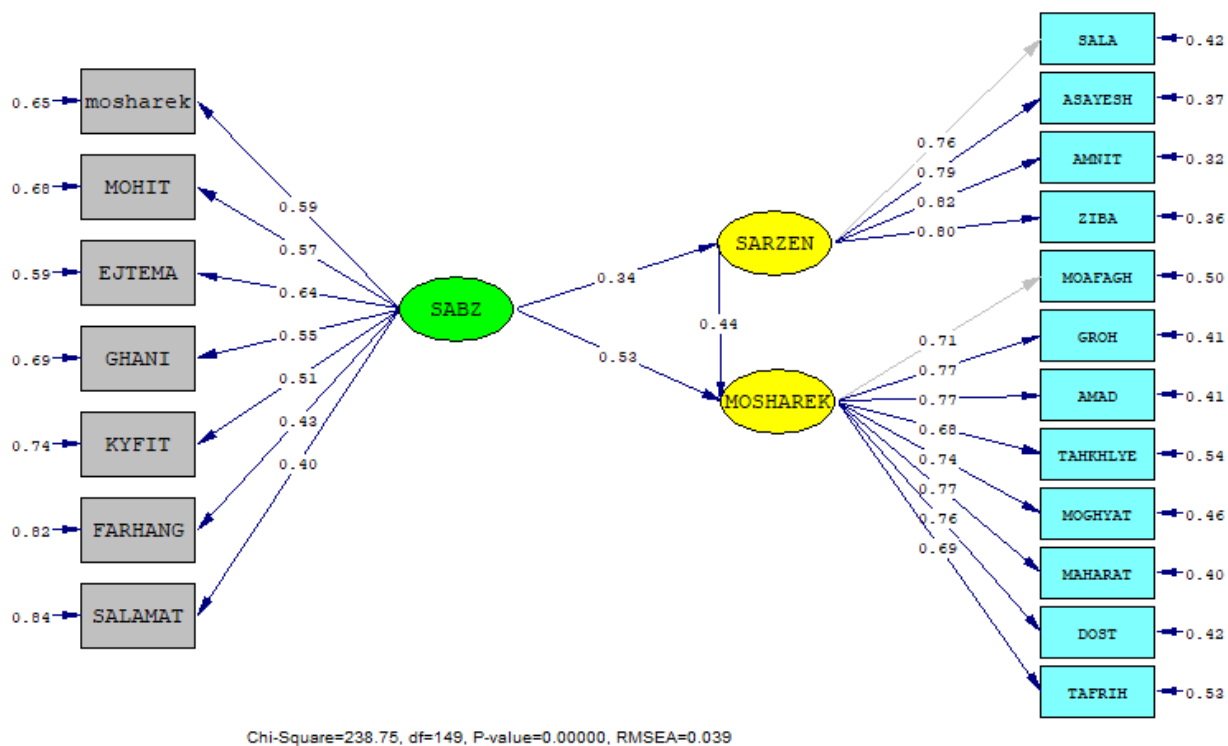 0.65 mosharek
0.68 MOHIT
0.59 EJTEMA
0.69 GHANI
0.74 KYFIT
0.82 FARHANG
0.84 SALAMAT
0.59
0.57
0.64
0.55
0.51
0.43
0.40
SABZ
0.34
0.53
SARZEN
0.44
MOSHAREK
0.76
0.79
0.82
0.80
0.71
0.77
0.77
0.68
0.74
0.77
0.76
0.69
SALA 0.42
ASAYESH 0.37
AMNIT 0.32
ZIBA 0.36
MOAFAGH 0.50
GROH 0.41
AMAD 0.41
TAHKHLYE 0.54
MOGHYAT 0.46
MAHARAT 0.40
DOST 0.42
TAFRIH 0.53
Chi-Square=238.75, df=149, P-value=0.00000, RMSEA=0.039